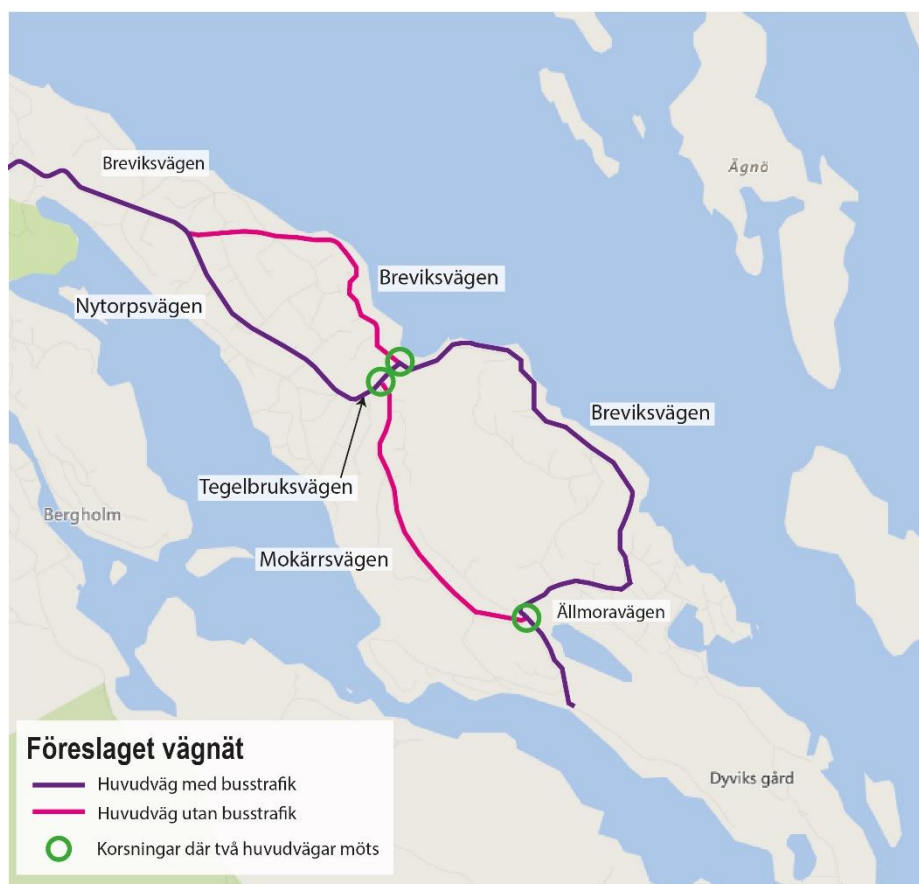 Breviksvägen
Ägnö
Breviksvägen
Nytorpsvägen
Breviksvägen
Tegelbruksvägen
Bergholm
Mokärrsvägen
Ällmoravägen
Föreslaget vägnät
Huvudväg med busstrafik
Huvudväg utan busstrafik
Korsningar där två huvudvägar möts
Dyviks gård